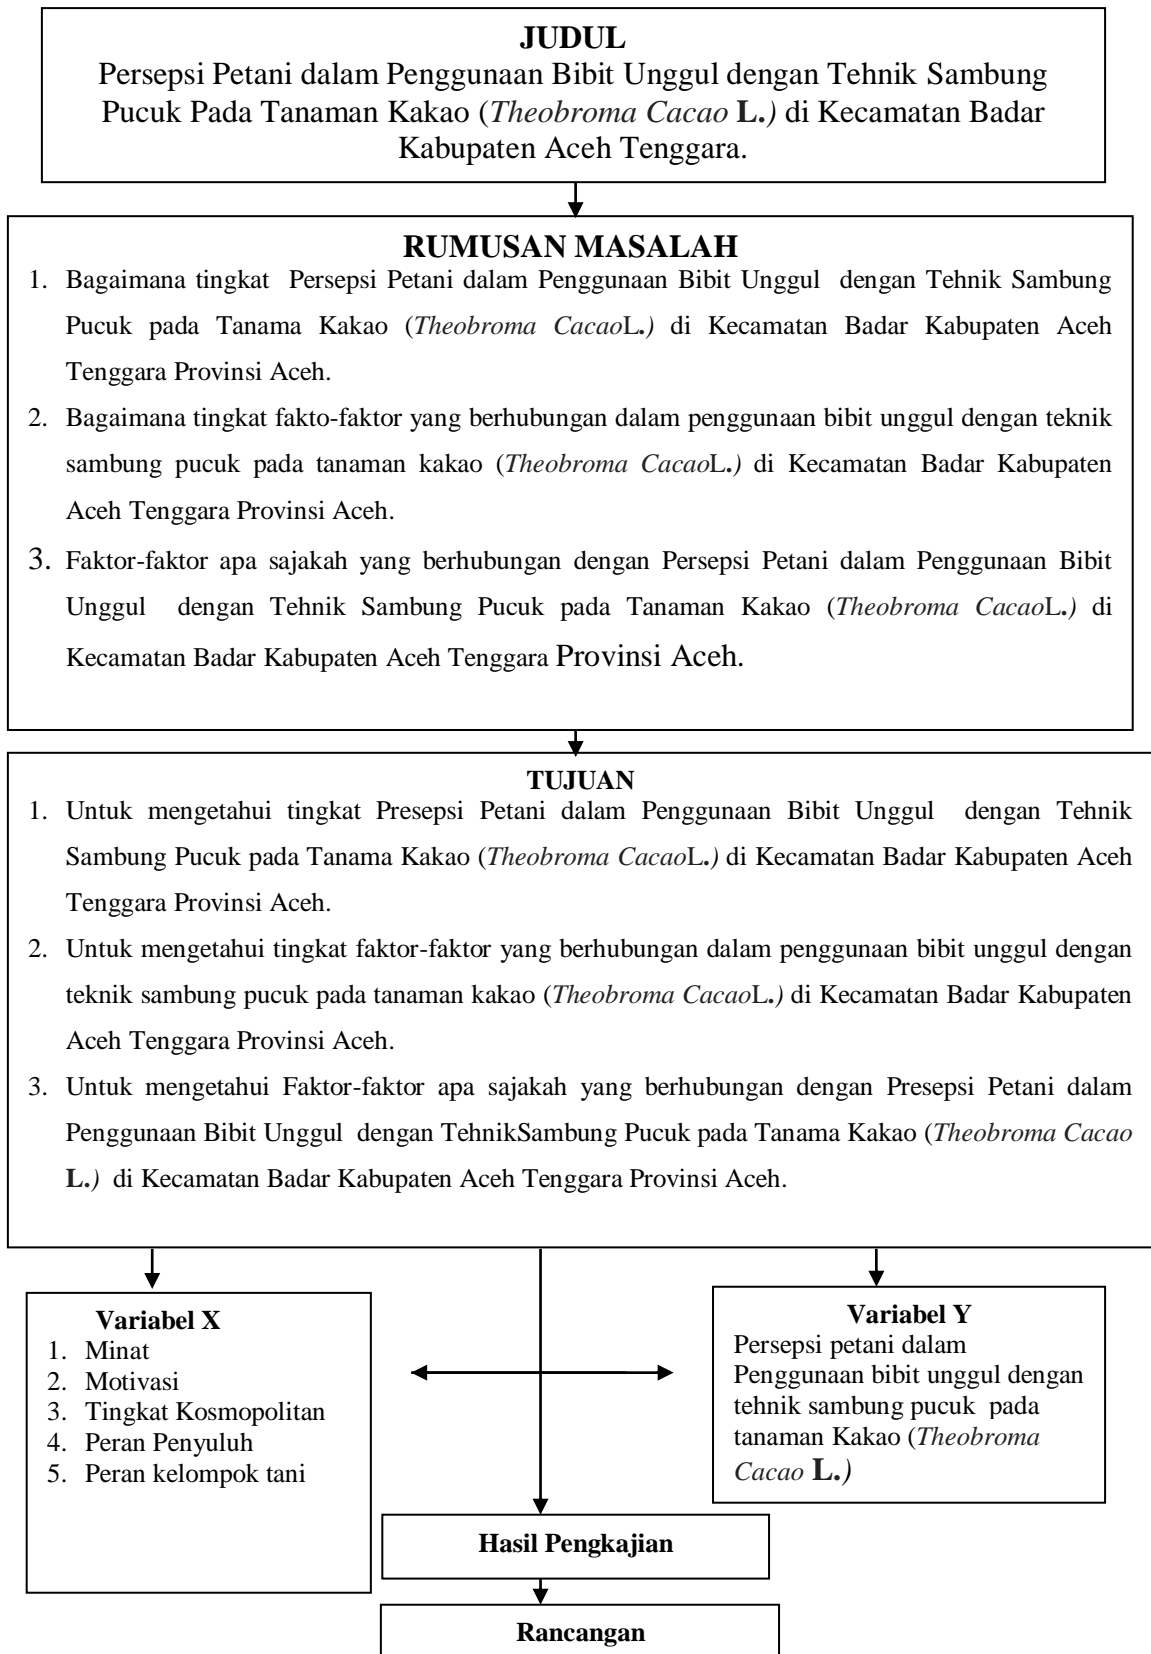 JUDUL
Persepsi Petani dalam Penggunaan Bibit Unggul dengan Tehnik Sambung
Pucuk Pada Tanaman Kakao (Theobroma Cacao L.) di Kecamatan Badar
Kabupaten Aceh Tenggara.
RUMUSAN MASALAH
1. Bagaimana tingkat Persepsi Petani dalam Penggunaan Bibit Unggul dengan Tehnik Sambung
Pucuk pada Tanama Kakao (Theobroma CacaoL.) di Kecamatan Badar Kabupaten Aceh
Tenggara Provinsi Aceh.
2. Bagaimana tingkat fakto-faktor yang berhubungan dalam penggunaan bibit unggul dengan teknik
sambung pucuk pada tanaman kakao (Theobroma CacaoL.) di Kecamatan Badar Kabupaten
Aceh Tenggara Provinsi Aceh.
3. Faktor-faktor apa sajakah yang berhubungan dengan Persepsi Petani dalam Penggunaan Bibit
Unggul dengan Tehnik Sambung Pucuk pada Tanaman Kakao (Theobroma CacaoL.) di
Kecamatan Badar Kabupaten Aceh Tenggara Provinsi Aceh.
TUJUAN
1. Untuk mengetahui tingkat Presepsi Petani dalam Penggunaan Bibit Unggul dengan Tehnik
Sambung Pucuk pada Tanama Kakao (Theobroma CacaoL.) di Kecamatan Badar Kabupaten Aceh
Tenggara Provinsi Aceh.
2. Untuk mengetahui tingkat faktor-faktor yang berhubungan dalam penggunaan bibit unggul dengan
teknik sambung pucuk pada tanaman kakao (Theobroma CacaoL.) di Kecamatan Badar Kabupaten
Aceh Tenggara Provinsi Aceh.
3. Untuk mengetahui Faktor-faktor apa sajakah yang berhubungan dengan Presepsi Petani dalam
Penggunaan Bibit Unggul dengan TehnikSambung Pucuk pada Tanama Kakao (Theobroma Cacao
L.) di Kecamatan Badar Kabupaten Aceh Tenggara Provinsi Aceh.
Variabel X
1. Minat
2. Motivasi
3. Tingkat Kosmopolitan
4. Peran Penyuluh
5. Peran kelompok tani
Variabel Y
Persepsi petani dalam
Penggunaan bibit unggul dengan
tehnik sambung pucuk pada
tanaman Kakao (Theobroma
Cacao L.)
Hasil Pengkajian
Rancangan